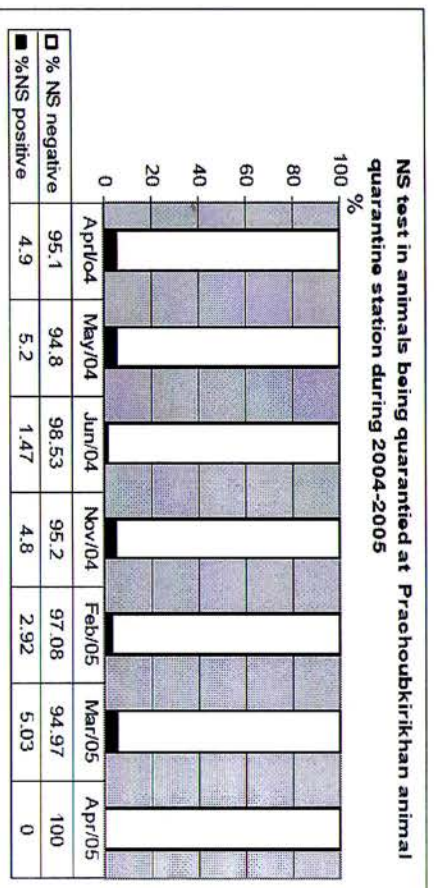 NS test in animals being quarantied at Prachoubkirikhan animal
quarantine station during 2004-2005
%
100
80
60
40
20
0
Apri/o4 May/04 Jun/04 Nov/04 Feb/05 Mar/05 Apr/05
% NS negative 95.1 94.8 98.53 95.2 97.08 94.97 100
%NS positive 4.9 5.2 1.47 4.8 2.92 5.03 0